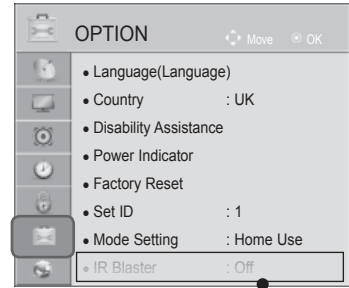 OPTION
Move OK
• Language(Language)
• Country : UK
• Disability Assistance
• Power Indicator
• Factory Reset
• Set ID : 1
• Mode Setting : Home Use
• IR Blaster : Off